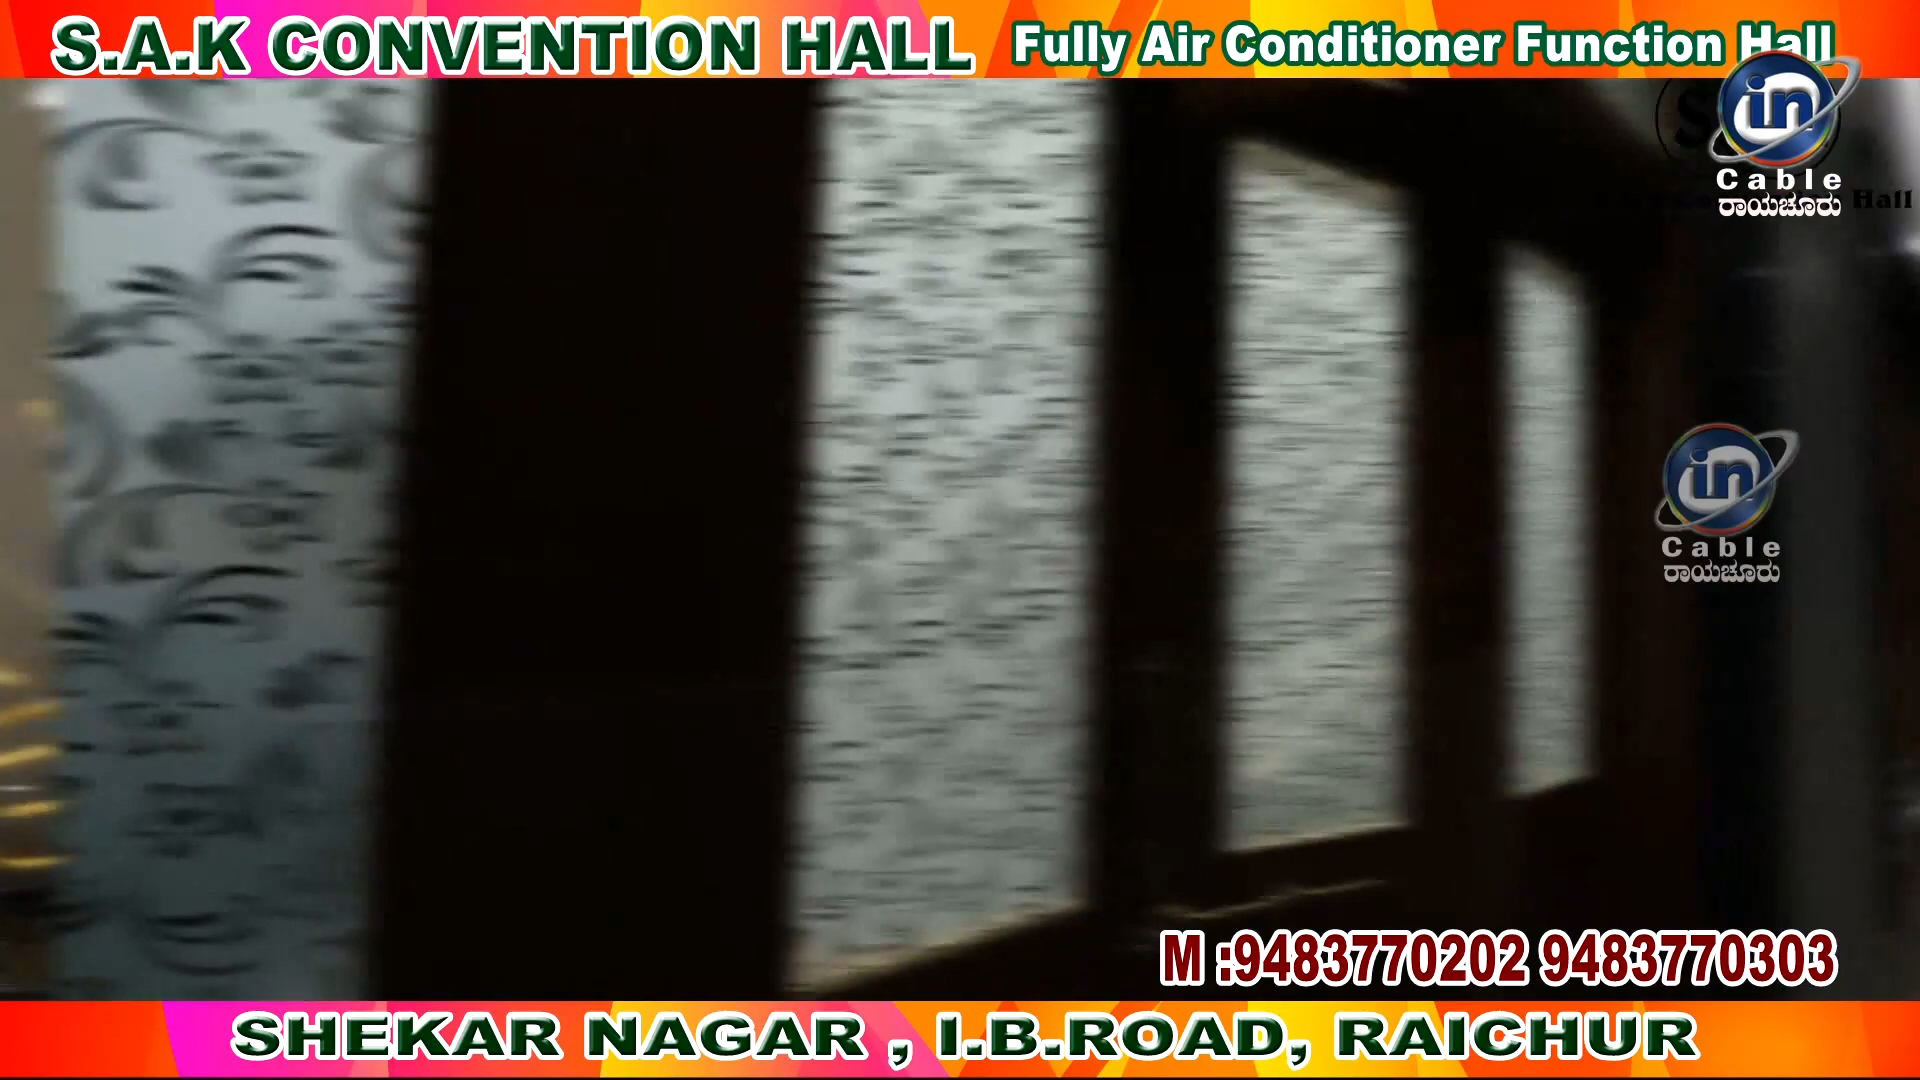 S.A.K CONVENTION HALL Fully Air Conditioner Function Hall
in
Cable
ರಾಯಚೂರು
Hall
in
Cable
ರಾಯಚೂರು
M :9483770202 9483770303
SHEKAR NAGAR , I.B.ROAD, RAICHUR